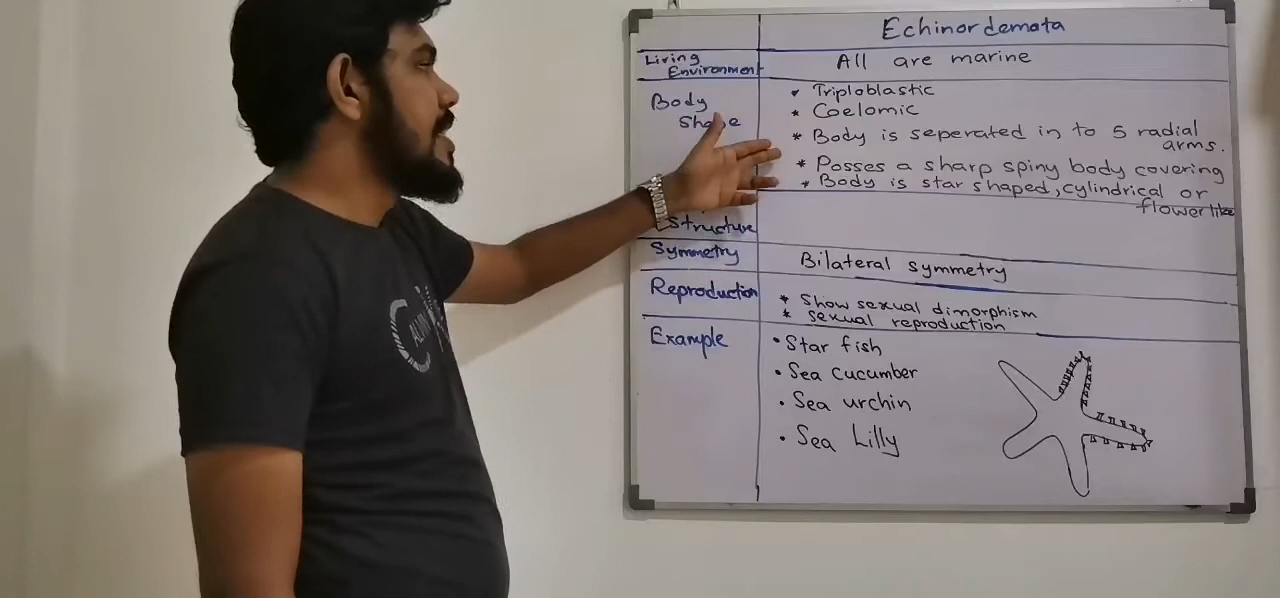 Echinordemata
Living
Environment
All are marine
Body
Shape
* Triploblastic
* Coelomic
* Body is seperated in to 5 radial
arms.
* Posses a sharp spiny body covering
* Body is star shaped, cylindrical or
flower like
Structure
Symmetry
Bilateral symmetry
Reproduction
* Show sexual dimorphism
* sexual reproduction
Example
• Star fish
• Sea cucumber
• Sea urchin
• Sea Lilly